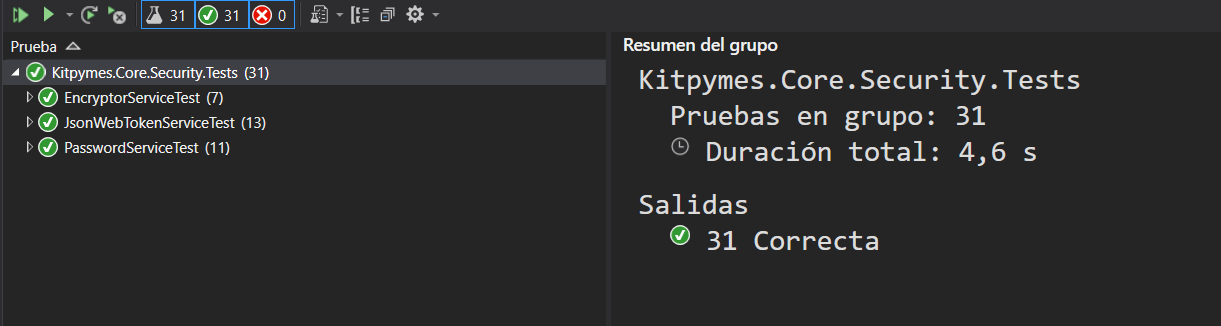 31 31 0
Prueba
Kitpymes.Core.Security.Tests (31)
EncryptorServiceTest (7)
JsonWebTokenServiceTest (13)
PasswordServiceTest (11)
Resumen del grupo
Kitpymes.Core.Security.Tests
Pruebas en grupo: 31
Duración total: 4,6 s
Salidas
31 Correcta